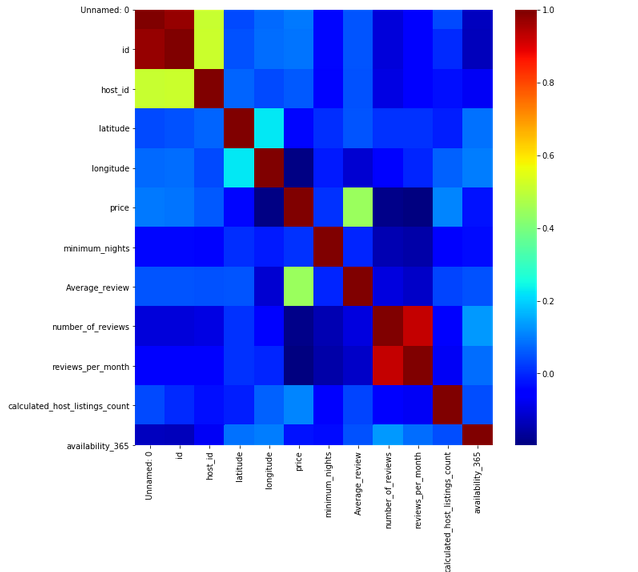 Unnamed: 0
id
host_id
latitude
longitude
price
minimum_nights
Average_review
number_of_reviews
reviews_per_month
calculated_host_listings_count
availability_365
Unnamed: 0
id
host_id
latitude
longitude
price
minimum_nights
Average_review
number_of_reviews
reviews_per_month
calculated_host_listings_count
availability_365
1.0
0.8
0.6
0.4
0.2
0.0